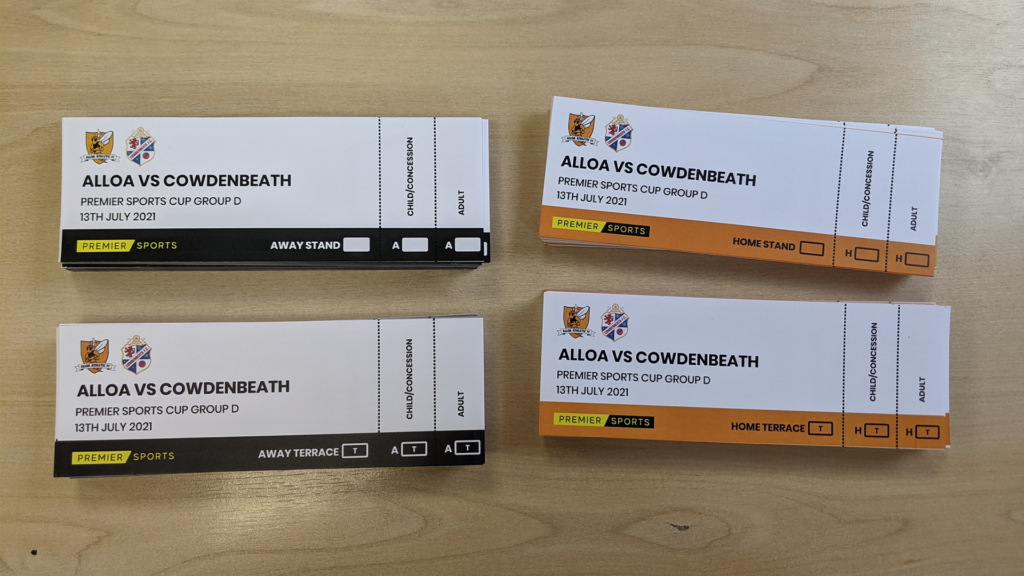 ALLOA VS COWDENBEATH
PREMIER SPORTS CUP GROUP D
13TH JULY 2021
PREMIER SPORTS
AWAY STAND
CHILD/CONCESSION
A
ADULT
A
ALLOA VS COWDENBEATH
PREMIER SPORTS CUP GROUP D
13TH JULY 2021
PREMIER SPORTS
HOME STAND
CHILD/CONCESSION
H
ADULT
H
ALLOA VS COWDENBEATH
PREMIER SPORTS CUP GROUP D
13TH JULY 2021
PREMIER SPORTS
AWAY TERRACE T
CHILD/CONCESSION
A T
ADULT
A T
ALLOA VS COWDENBEATH
PREMIER SPORTS CUP GROUP D
13TH JULY 2021
PREMIER SPORTS
HOME TERRACE T
CHILD/CONCESSION
H T
ADULT
H T